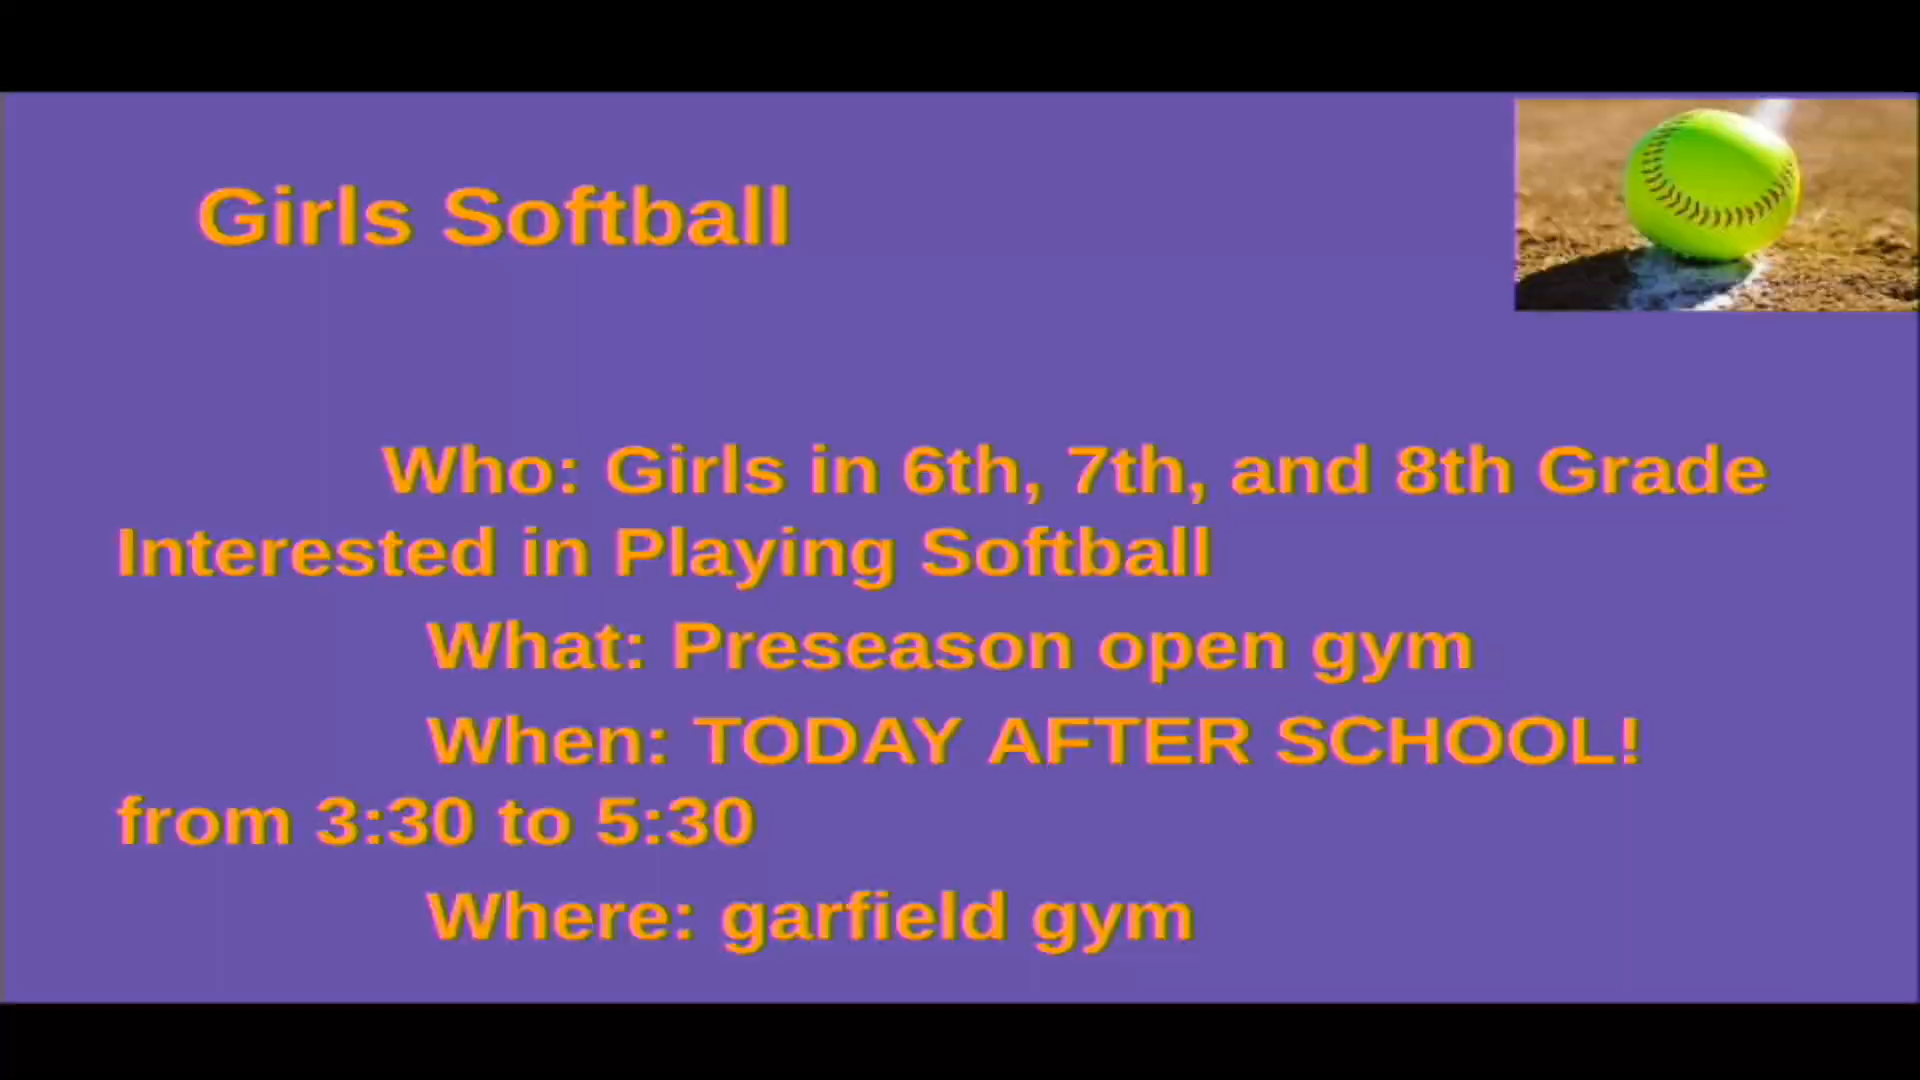 Girls Softball
Who: Girls in 6th, 7th, and 8th Grade
Interested in Playing Softball
What: Preseason open gym
When: TODAY AFTER SCHOOL!
from 3:30 to 5:30
Where: garfield gym